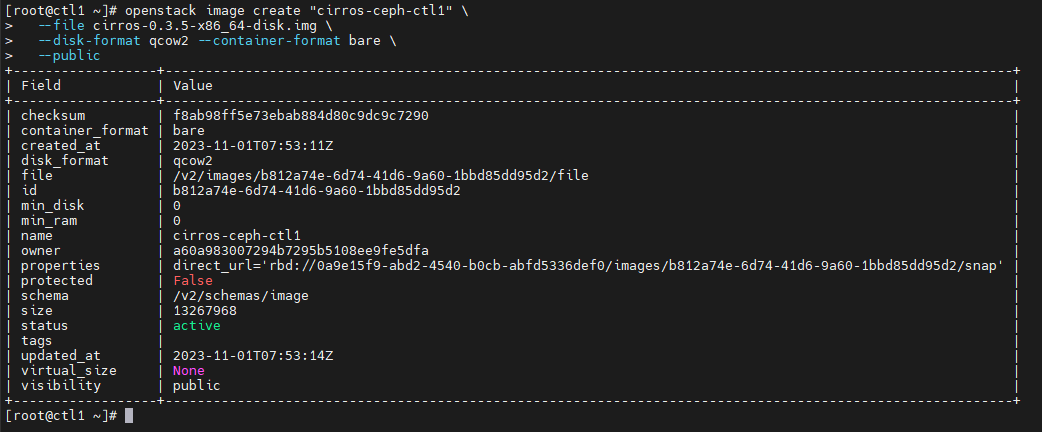 [root@ctl1 ~]# openstack image create "cirros-ceph-ctl1" \
>   --file cirros-0.3.5-x86_64-disk.img \
>   --disk-format qcow2 --container-format bare \
>   --public
+------------------+----------------------------------------------------------------------------------------------------------+
| Field            | Value                                                                                                    |
+------------------+----------------------------------------------------------------------------------------------------------+
| checksum         | f8ab98ff5e73ebab884d80c9dc9c7290                                                                         |
| container_format | bare                                                                                                     |
| created_at       | 2023-11-01T07:53:11Z                                                                                     |
| disk_format      | qcow2                                                                                                    |
| file             | /v2/images/b812a74e-6d74-41d6-9a60-1bbd85dd95d2/file                                                     |
| id               | b812a74e-6d74-41d6-9a60-1bbd85dd95d2                                                                     |
| min_disk         | 0                                                                                                        |
| min_ram          | 0                                                                                                        |
| name             | cirros-ceph-ctl1                                                                                         |
| owner            | a60a983007294b7295b5108ee9fe5dfa                                                                         |
| properties       | direct_url='rbd://0a9e15f9-abd2-4540-b0cb-abfd5336def0/images/b812a74e-6d74-41d6-9a60-1bbd85dd95d2/snap' |
| protected        | False                                                                                                    |
| schema           | /v2/schemas/image                                                                                        |
| size             | 13267968                                                                                                 |
| status           | active                                                                                                   |
| tags             |                                                                                                          |
| updated_at       | 2023-11-01T07:53:14Z                                                                                     |
| virtual_size     | None                                                                                                     |
| visibility       | public                                                                                                   |
+------------------+----------------------------------------------------------------------------------------------------------+
[root@ctl1 ~]#